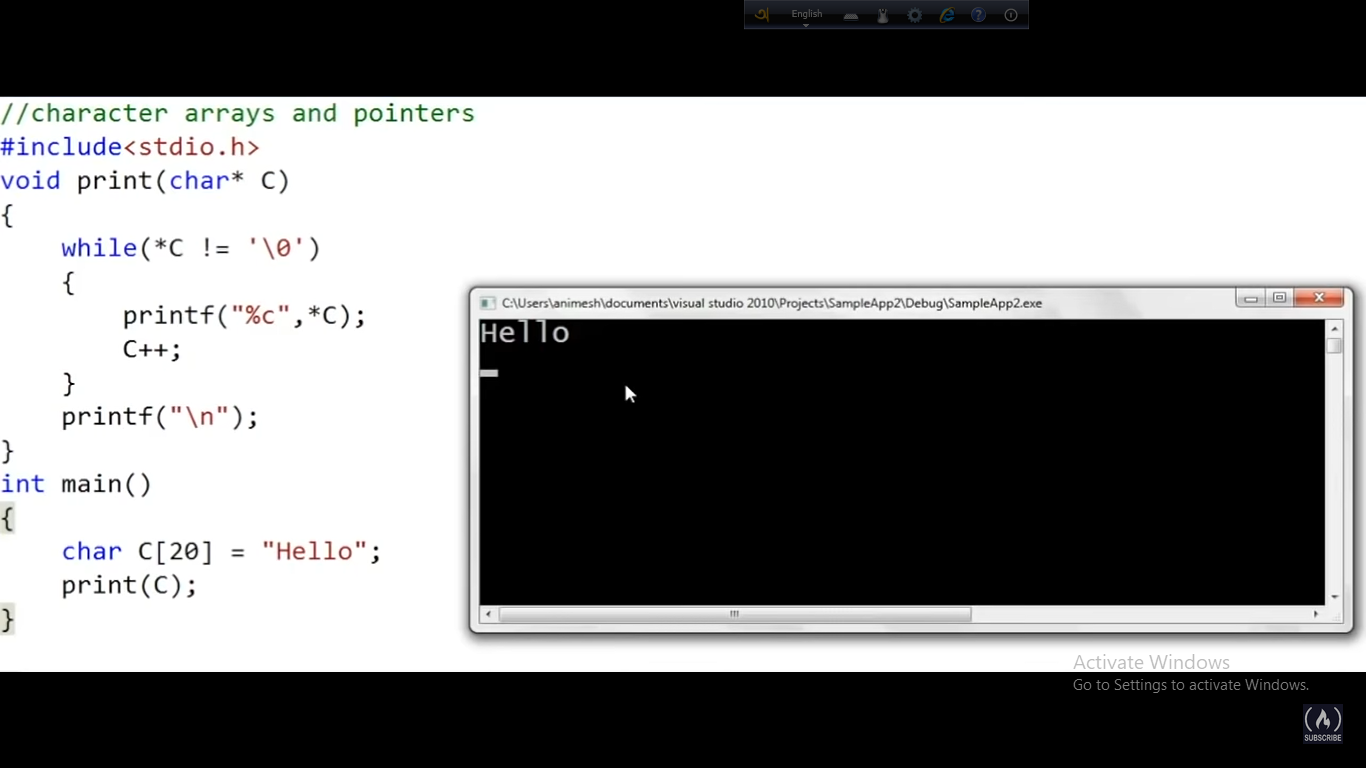 অ English
//character arrays and pointers
#include<stdio.h>
void print(char* C)
{
    while(*C != '\0')
    {
        printf("%c",*C);
        C++;
    }
    printf("\n");
}
int main()
{
    char C[20] = "Hello";
    print(C);
}
C:\Users\animesh\documents\visual studio 2010\Projects\SampleApp2\Debug\SampleApp2.exe
Hello
Activate Windows
Go to Settings to activate Windows.
SUBSCRIBE